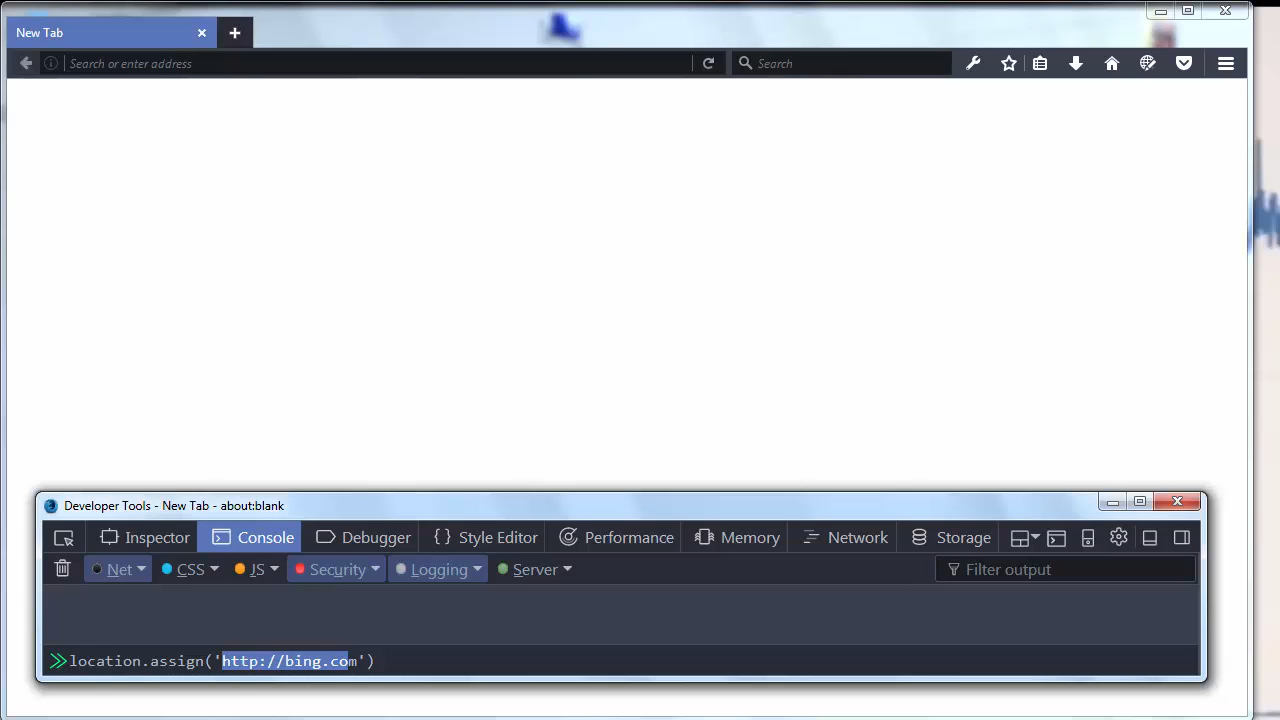 New Tab
Search or enter address
Search
Developer Tools - New Tab - about:blank
Inspector Console Debugger Style Editor Performance Memory Network Storage
Net CSS JS Security Logging Server Filter output
location.assign('http://bing.com')